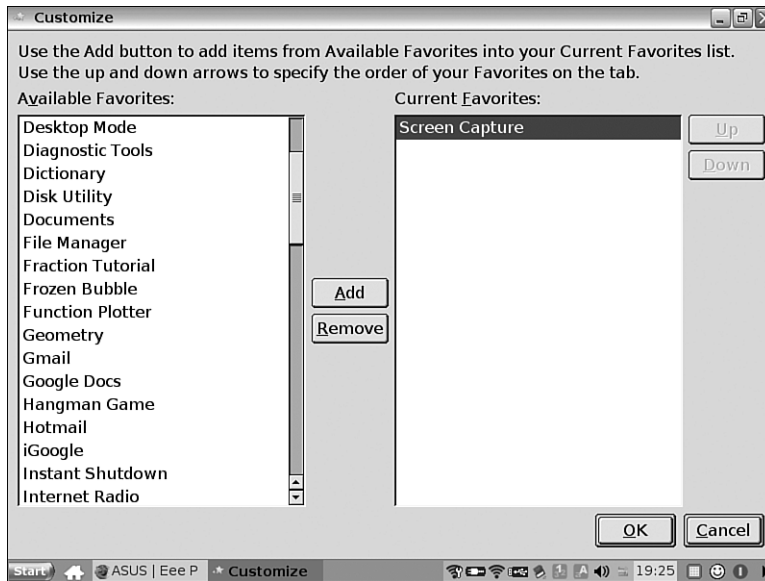 Customize
Use the Add button to add items from Available Favorites into your Current Favorites list.
Use the up and down arrows to specify the order of your Favorites on the tab.
Available Favorites:
Desktop Mode
Diagnostic Tools
Dictionary
Disk Utility
Documents
File Manager
Fraction Tutorial
Frozen Bubble
Function Plotter
Geometry
Gmail
Google Docs
Hangman Game
Hotmail
iGoogle
Instant Shutdown
Internet Radio
Add
Remove
Current Favorites:
Screen Capture
Up
Down
OK
Cancel
Start
ASUS | Eee P
Customize
1
A
19:25